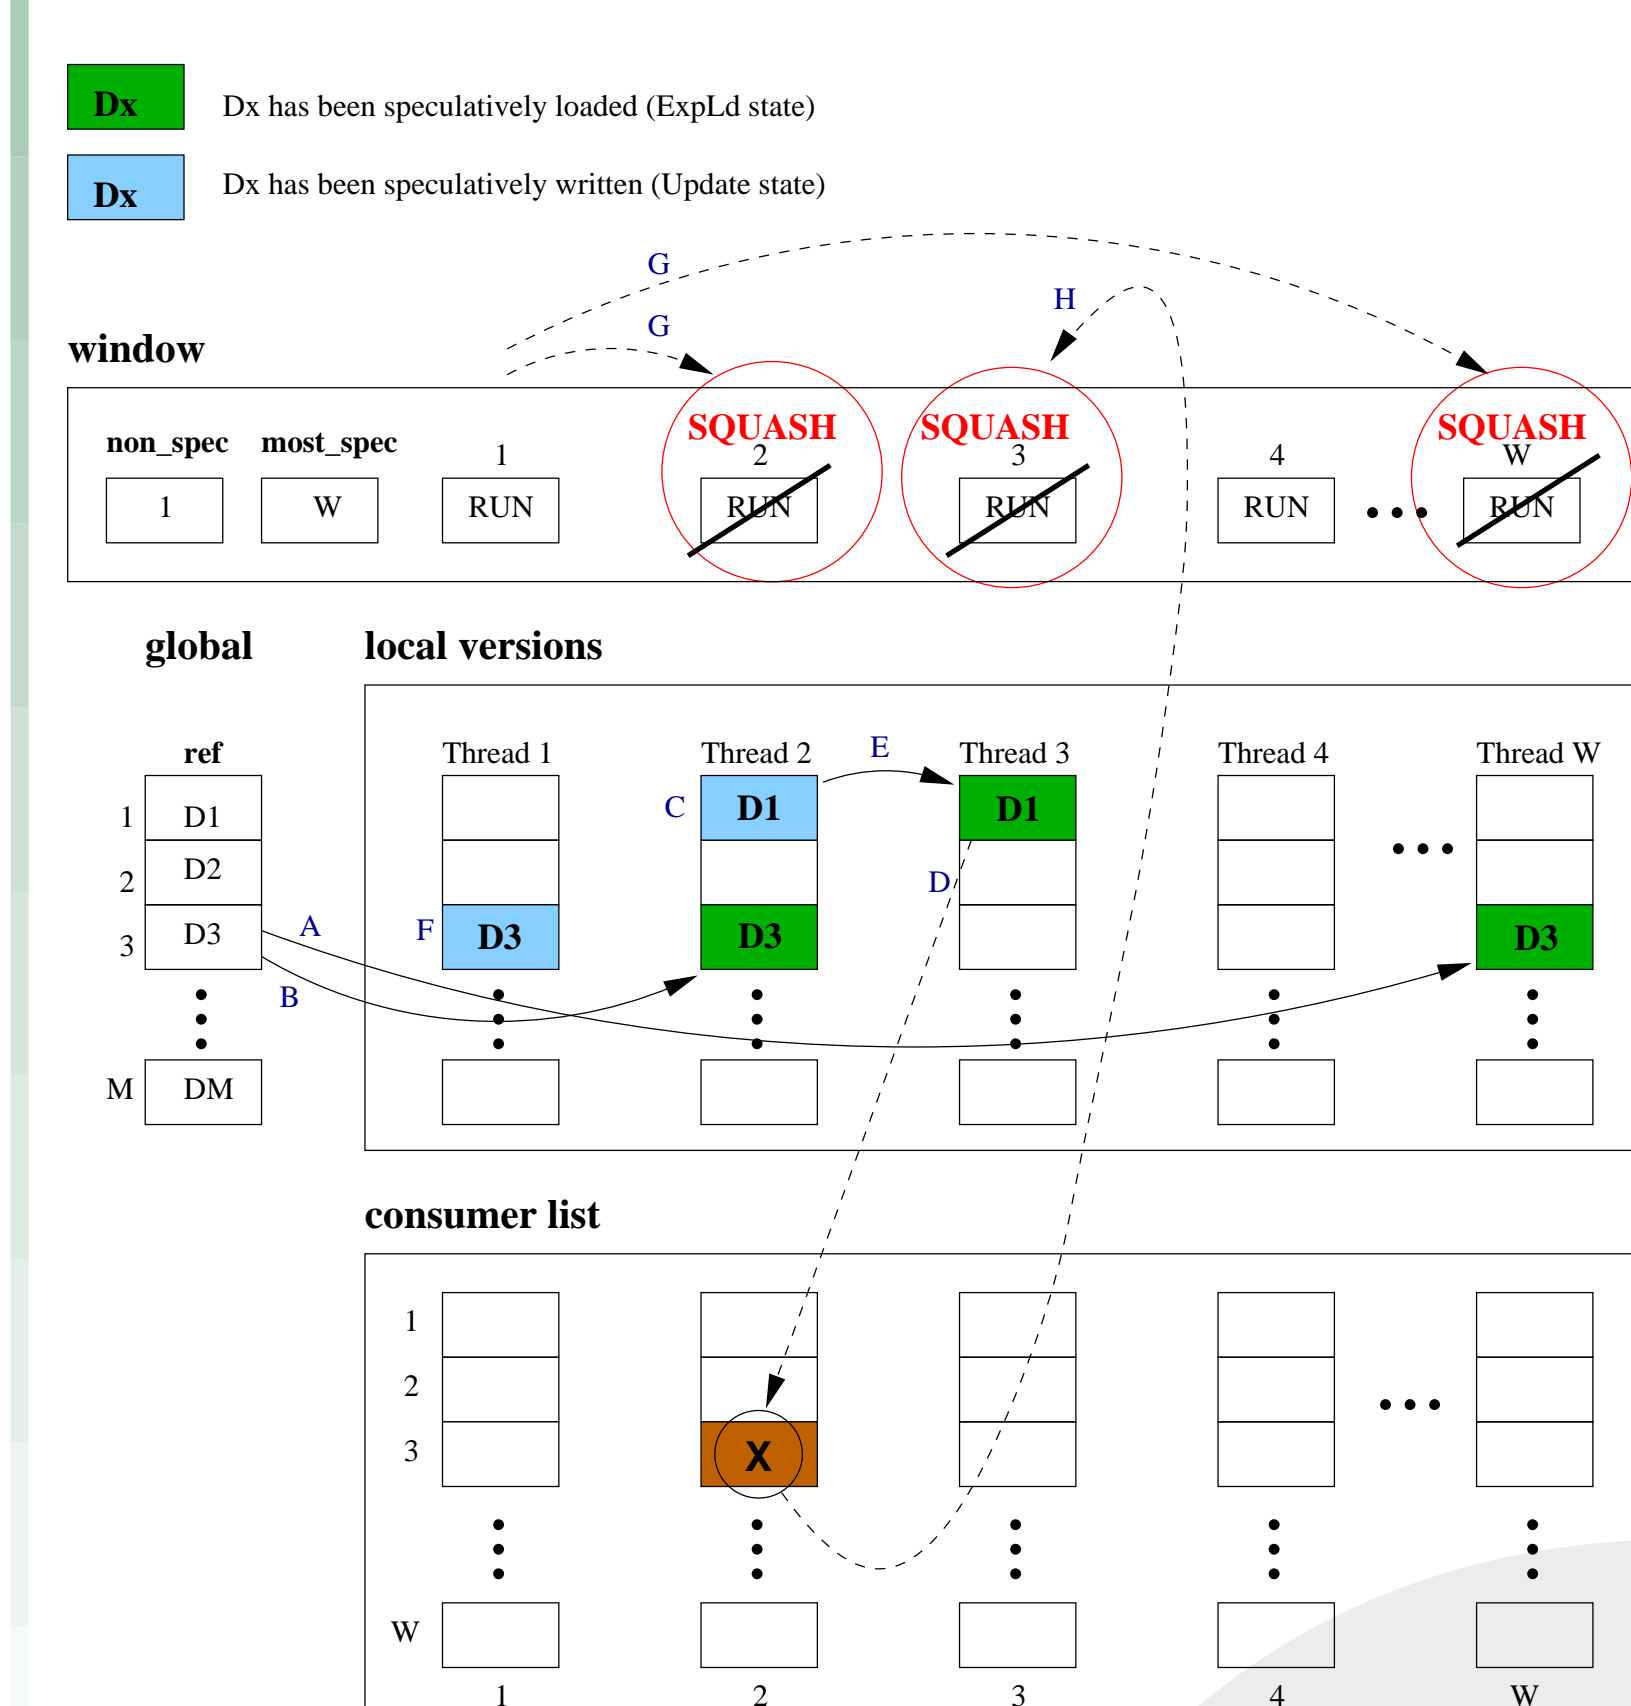 Dx Dx has been speculatively loaded (ExpLd state)
Dx Dx has been speculatively written (Update state)
G
H
G
window
SQUASH SQUASH SQUASH
non_spec most_spec 1 2 3 4 W
1 W RUN RUN RUN RUN RUN
global local versions
ref Thread 1 Thread 2 E Thread 3 Thread 4 Thread W
1 D1 C D1 D1
2 D2 D
3 D3 A F D3 D3 D3
B
M DM
consumer list
1
2
3 X
W
1 2 3 4 W